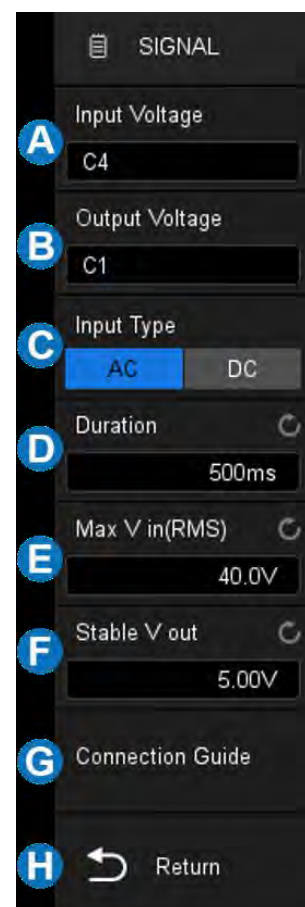 SIGNAL
A
Input Voltage
C4
B
Output Voltage
C1
C
Input Type
AC DC
D
Duration
500ms
E
Max V in(RMS)
40.0V
F
Stable V out
5.00V
G
Connection Guide
H
Return